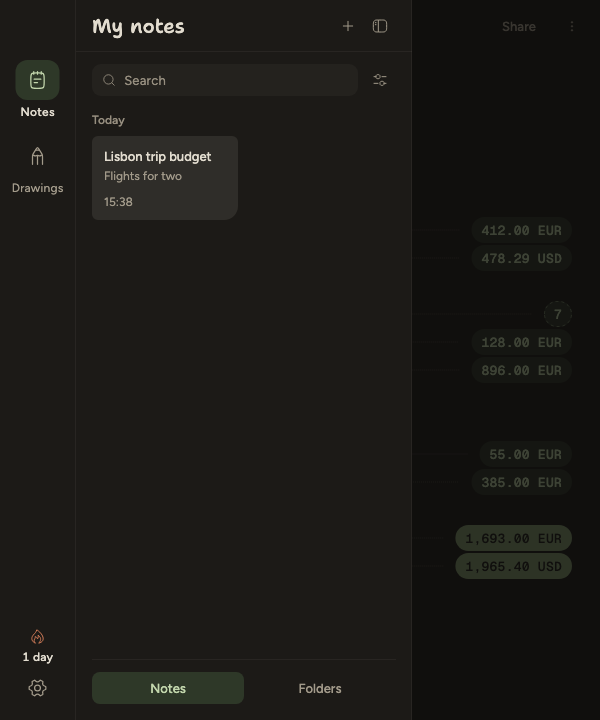 My notes
Share
Search
Notes
Today
Lisbon trip budget
Flights for two
15:38
Drawings
412.00 EUR
478.29 USD
7
128.00 EUR
896.00 EUR
55.00 EUR
385.00 EUR
1,693.00 EUR
1,965.40 USD
1 day
Notes
Folders